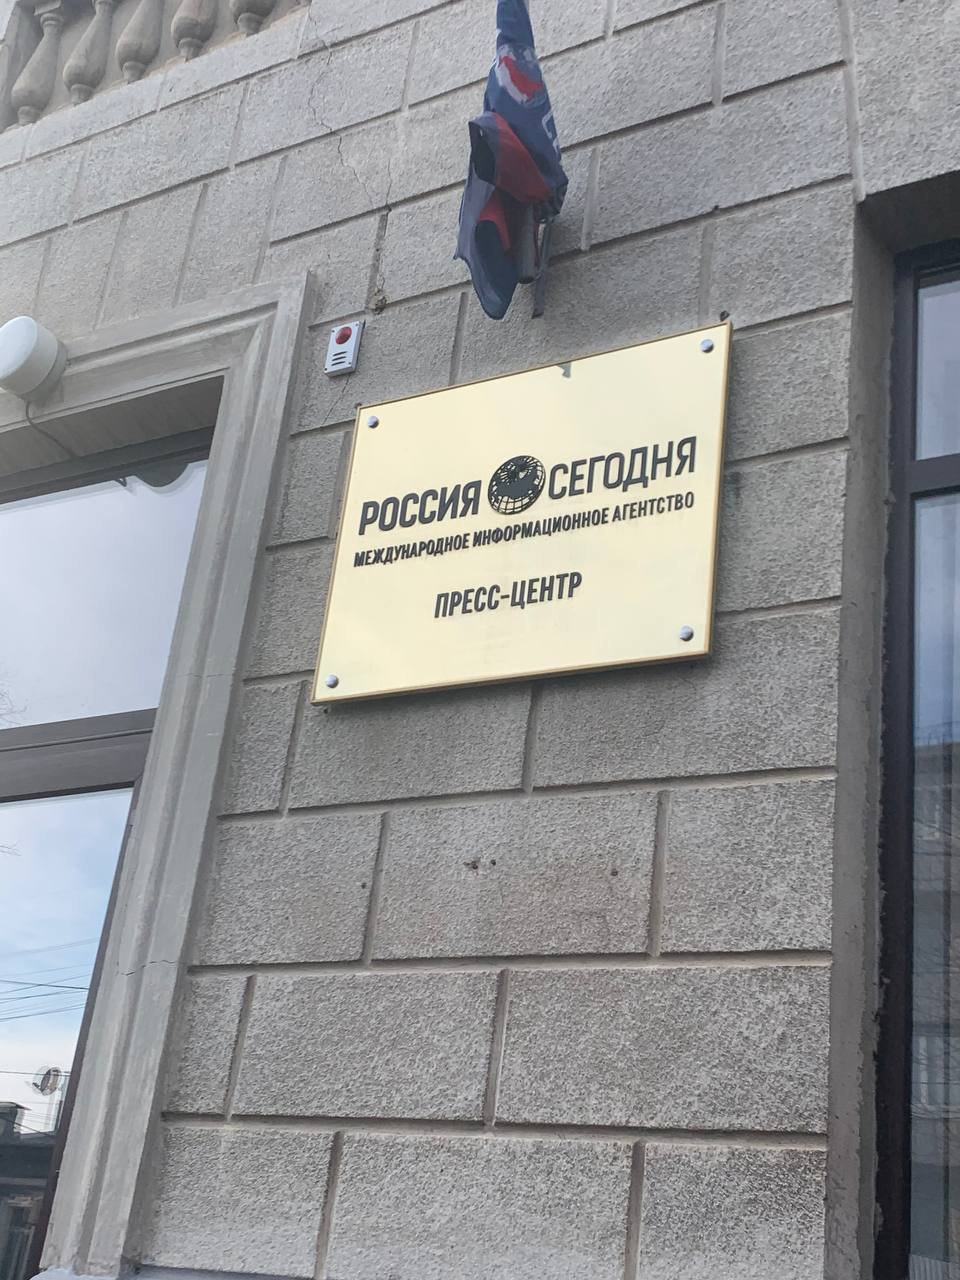 РОССИЯ СЕГОДНЯ
МЕЖДУНАРОДНОЕ ИНФОРМАЦИОННОЕ АГЕНТСТВО
ПРЕСС-ЦЕНТР